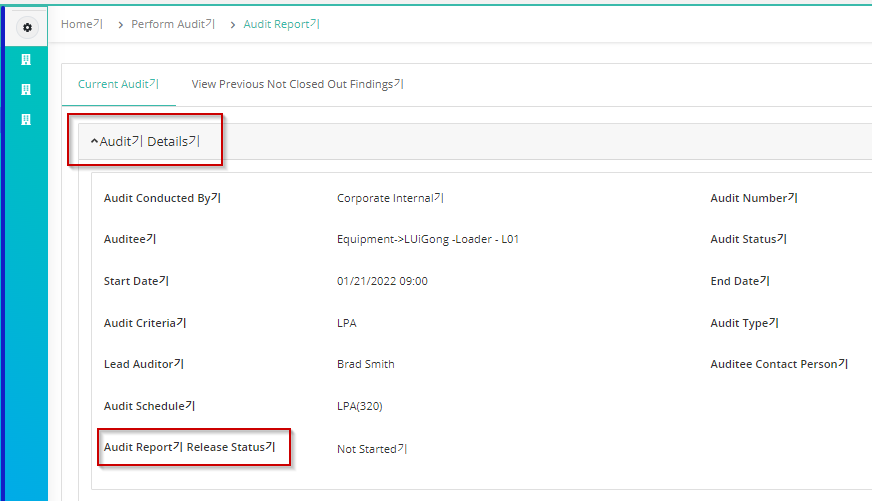 Home기 > Perform Audit기 > Audit Report기
Current Audit기 View Previous Not Closed Out Findings기
Audit기 Details기
Audit Conducted By기 Corporate Internal기 Audit Number기
Auditee기 Equipment->LUiGong -Loader - L01 Audit Status기
Start Date기 01/21/2022 09:00 End Date기
Audit Criteria기 LPA Audit Type기
Lead Auditor기 Brad Smith Auditee Contact Person기
Audit Schedule기 LPA(320)
Audit Report기 Release Status기 Not Started기